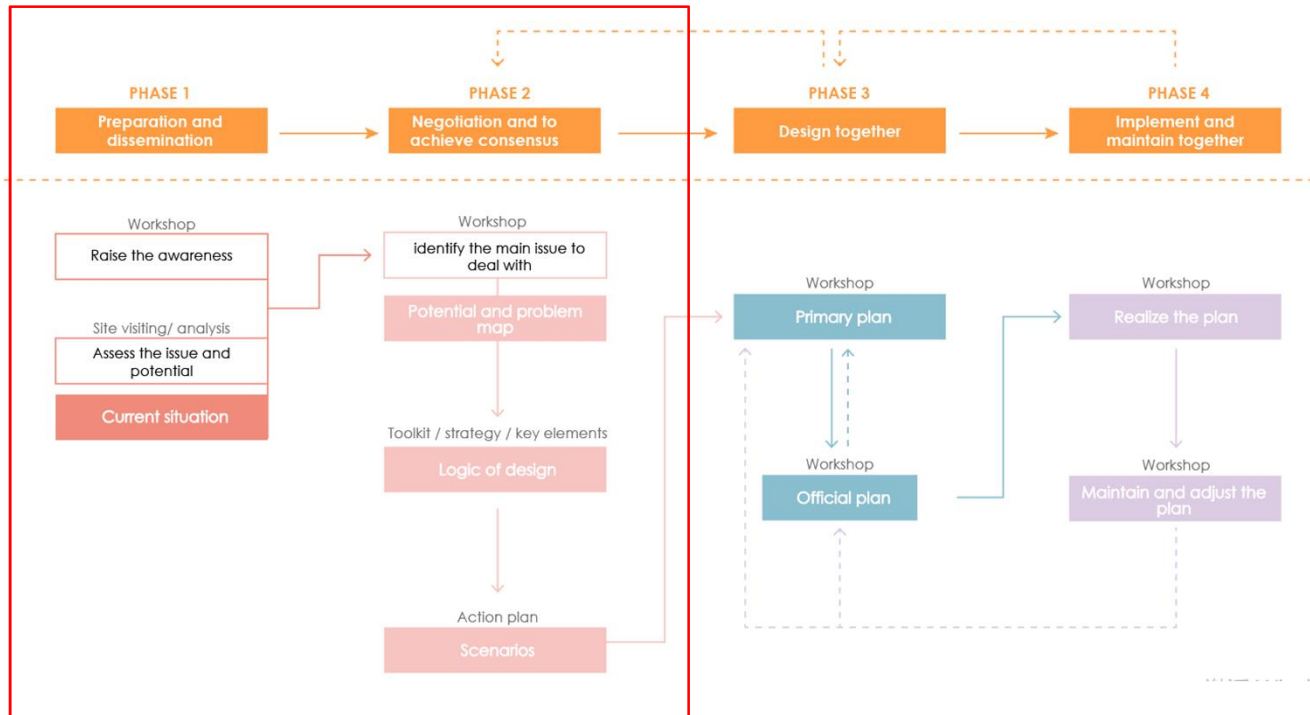 PHASE 1
Preparation and
dissemination
PHASE 2
Negotiation and to
achieve consensus
PHASE 3
Design together
PHASE 4
Implement and
maintain together
Workshop
Raise the awareness
Site visiting/ analysis
Assess the issue and
potential
Current situation
Workshop
identify the main issue to
deal with
Potential and problem
map
Toolkit / strategy / key elements
Logic of design
Action plan
Scenarios
Workshop
Primary plan
Workshop
Official plan
Workshop
Realize the plan
Workshop
Maintain and adjust the
plan